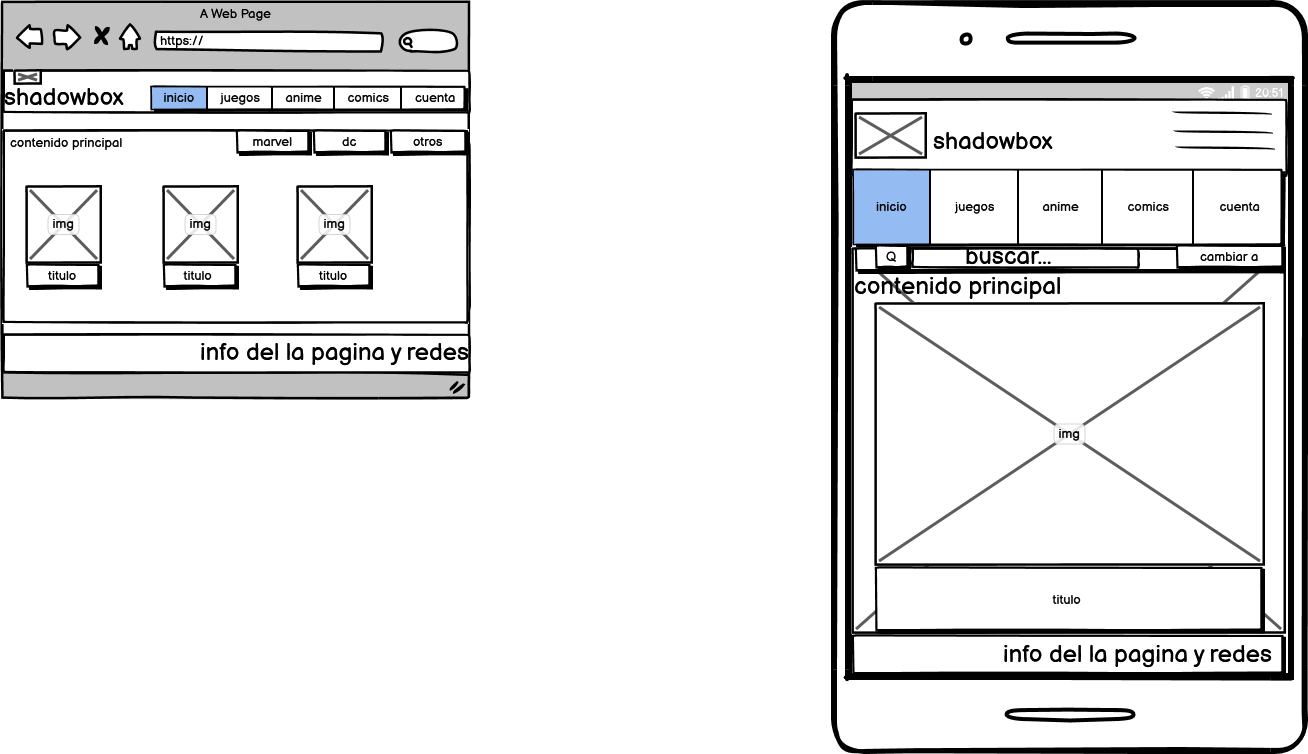 A Web Page
https://
shadowbox
inicio juegos anime comics cuenta
contenido principal marvel dc otros
img img img
titulo titulo titulo
info del la pagina y redes
20:51
shadowbox
inicio juegos anime comics cuenta
Q buscar... cambiar a
contenido principal
img
titulo
info del la pagina y redes